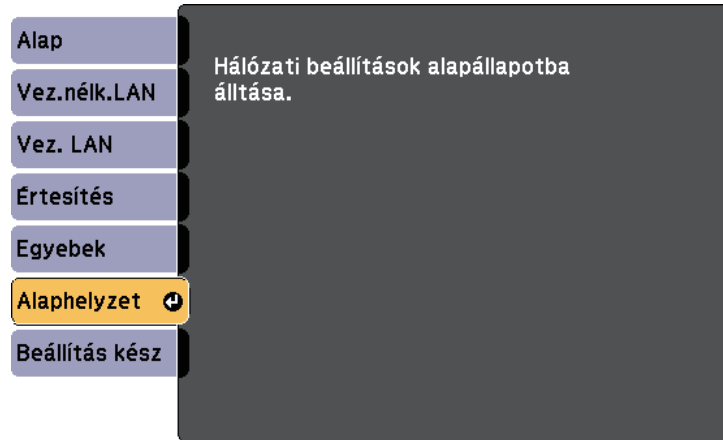 Alap
Vez.nélk.LAN
Vez. LAN
Értesítés
Egyebek
Alaphelyzet
Beállítás kész
Hálózati beállítások alapállapotba
álltása.